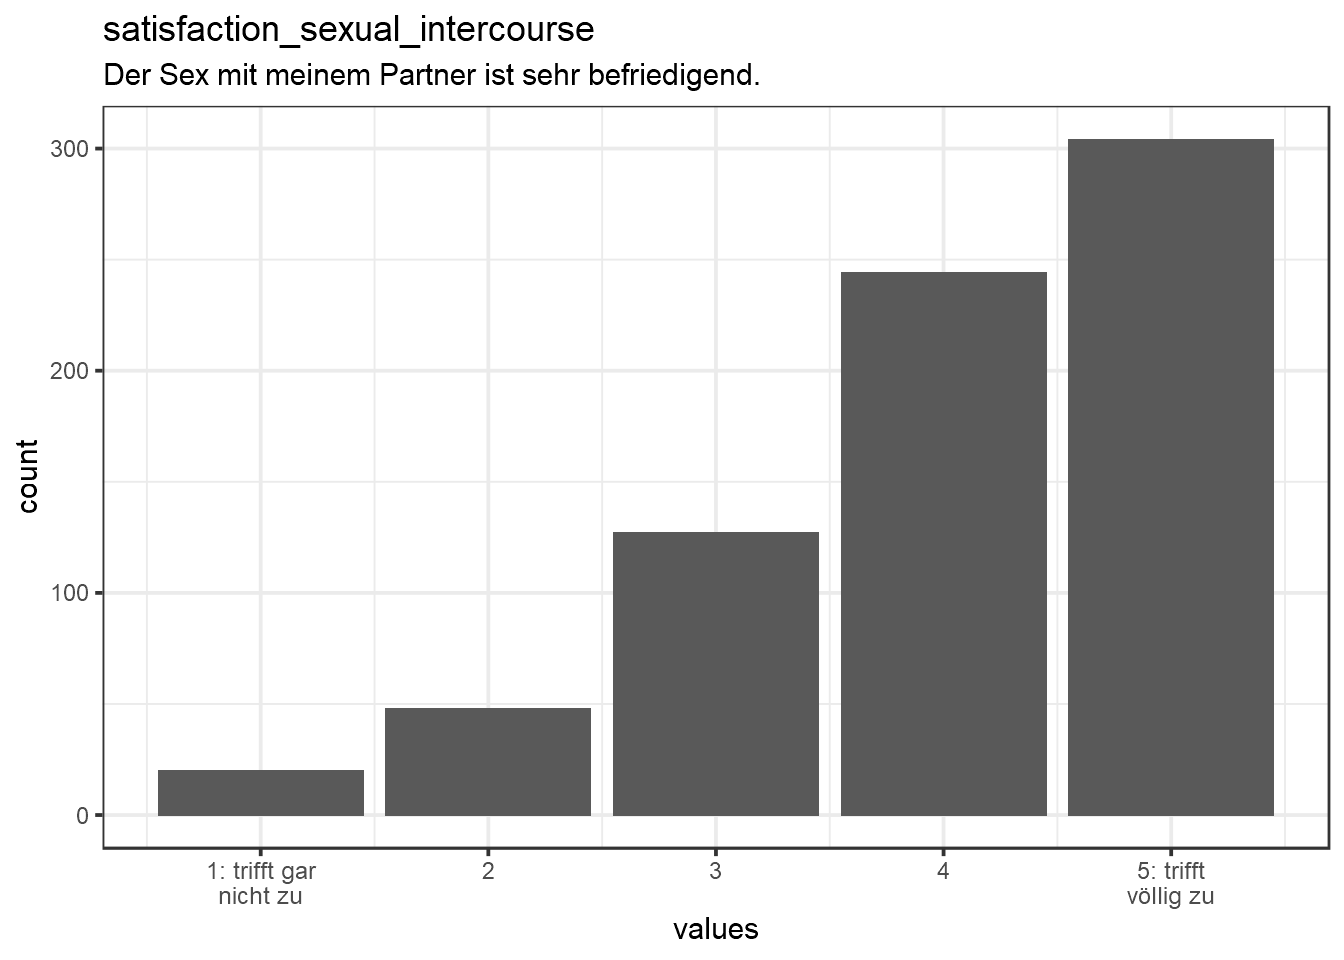 satisfaction_sexual_intercourse
Der Sex mit meinem Partner ist sehr befriedigend.
300
200
100
0
count
1: trifft gar
nicht zu
2
3
4
5: trifft
völlig zu
values